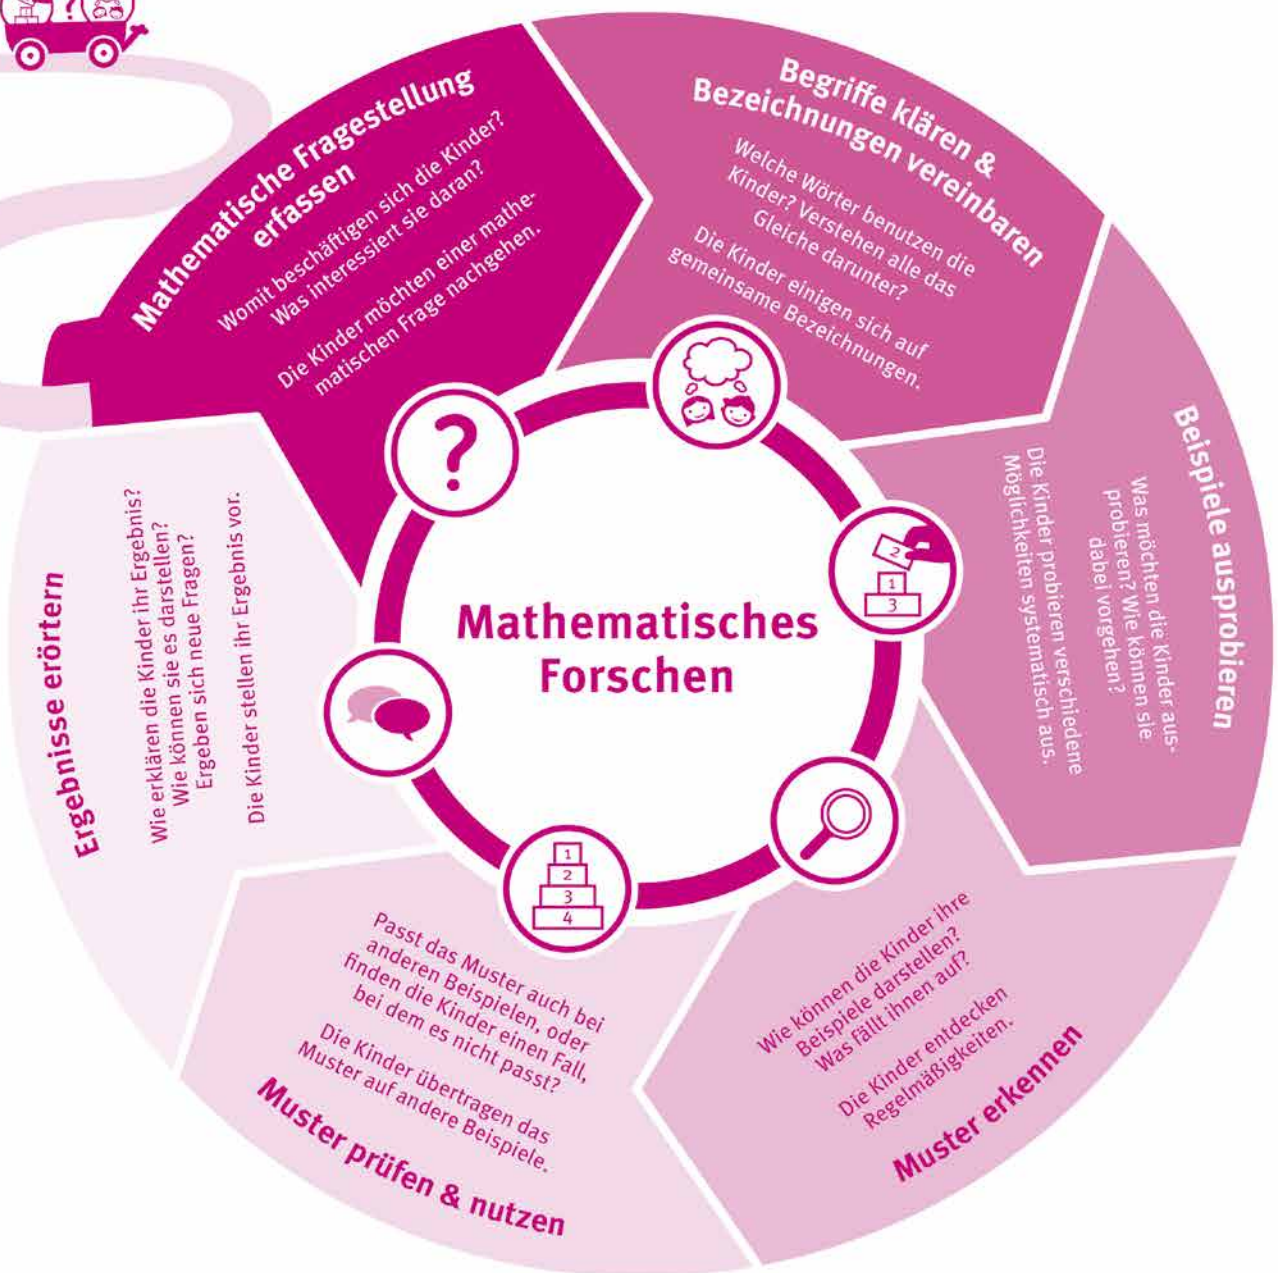 ?
Mathematische Fragestellung
erfassen
Womit beschäftigen sich die Kinder?
Was interessiert sie daran?
Die Kinder möchten einer mathe-
matischen Frage nachgehen.
Begriffe klären &
Bezeichnungen vereinbaren
Welche Wörter benutzen die
Kinder? Verstehen alle das
Gleiche darunter?
Die Kinder einigen sich auf
gemeinsame Bezeichnungen.
Beispiele ausprobieren
Was möchten die Kinder aus-
probieren? Wie können sie
dabei vorgehen?
Die Kinder probieren verschiedene
Möglichkeiten systematisch aus.
Wie können die Kinder ihre
Beispiele darstellen?
Was fällt ihnen auf?
Die Kinder entdecken
Regelmäßigkeiten.
Muster erkennen
Passt das Muster auch bei
anderen Beispielen, oder
finden die Kinder einen Fall,
bei dem es nicht passt?
Die Kinder übertragen das
Muster auf andere Beispiele.
Muster prüfen & nutzen
Ergebnisse erörtern
Wie erklären die Kinder ihr Ergebnis?
Wie können sie es darstellen?
Ergeben sich neue Fragen?
Die Kinder stellen ihr Ergebnis vor.
?
2
1
3
1
2
3
4
Mathematisches
Forschen